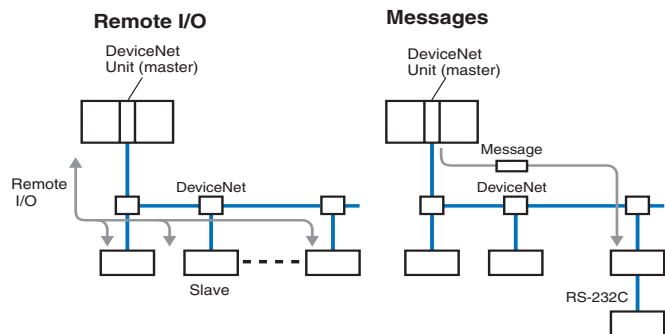 Remote I/O
DeviceNet
Unit (master)
Remote
I/O
DeviceNet
Slave
Messages
DeviceNet
Unit (master)
Message
DeviceNet
RS-232C